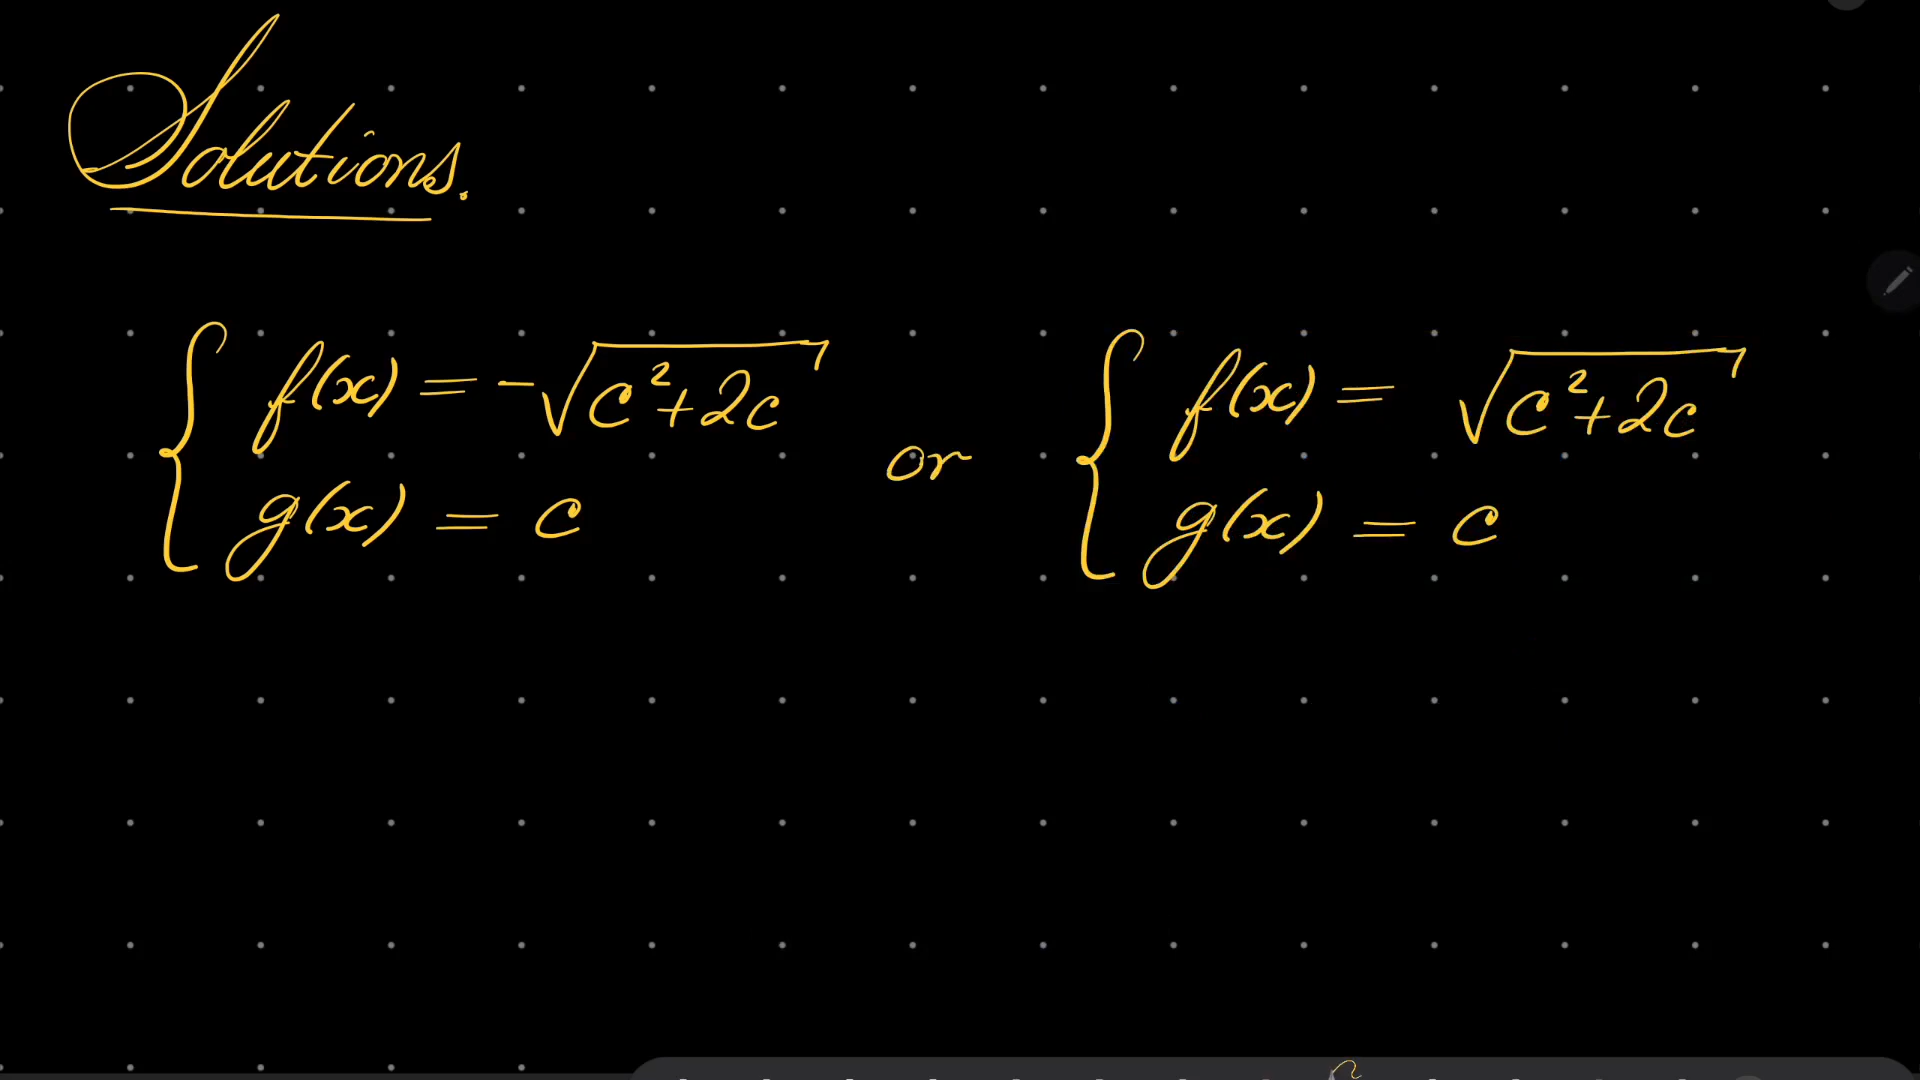 Solutions.
f(x) = -√(c²+2c) or f(x) = √(c²+2c)
g(x) = c g(x) = c